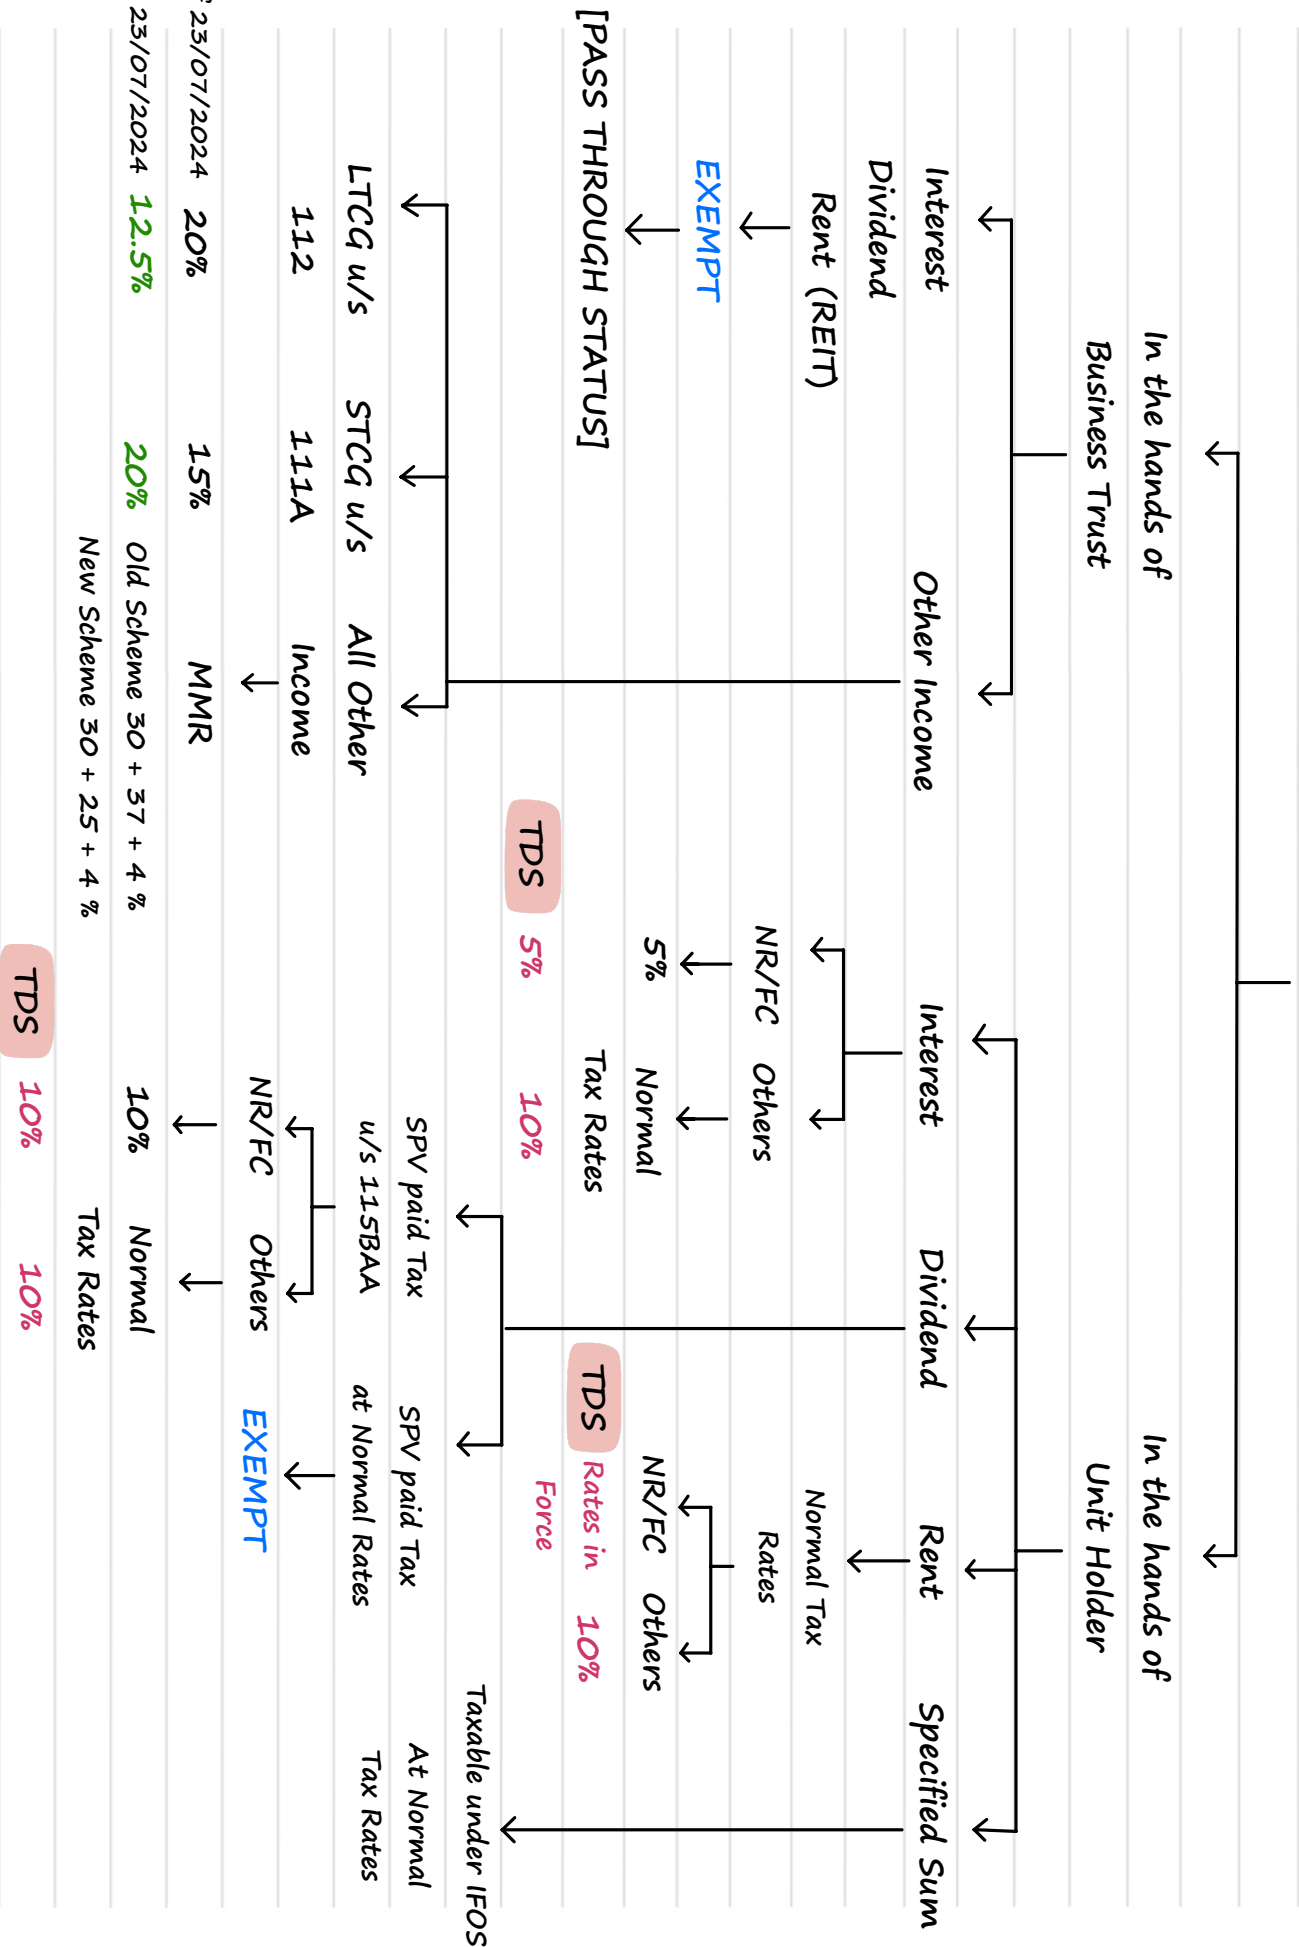 In the hands of
Business Trust
In the hands of
Unit Holder
Interest
Dividend
Rent (REIT)
EXEMPT
[PASS THROUGH STATUS]
Other Income
LTCG u/s
112
STCG u/s
111A
All Other
Income
23/07/2024 20%
15%
MMR
23/07/2024 12.5%
20%
Old Scheme 30 + 37 + 4 %
New Scheme 30 + 25 + 4 %
Interest
NR/FC
Others
5%
Normal
Tax Rates
TDS
5%
10%
Dividend
SPV paid Tax
u/s 115BAA
NR/FC
Others
10%
Normal
Tax Rates
TDS
10%
10%
SPV paid Tax
at Normal Rates
EXEMPT
Rent
Normal Tax
Rates
NR/FC
Others
TDS
Rates in
Force
10%
Specified Sum
Taxable under IFOS
At Normal
Tax Rates